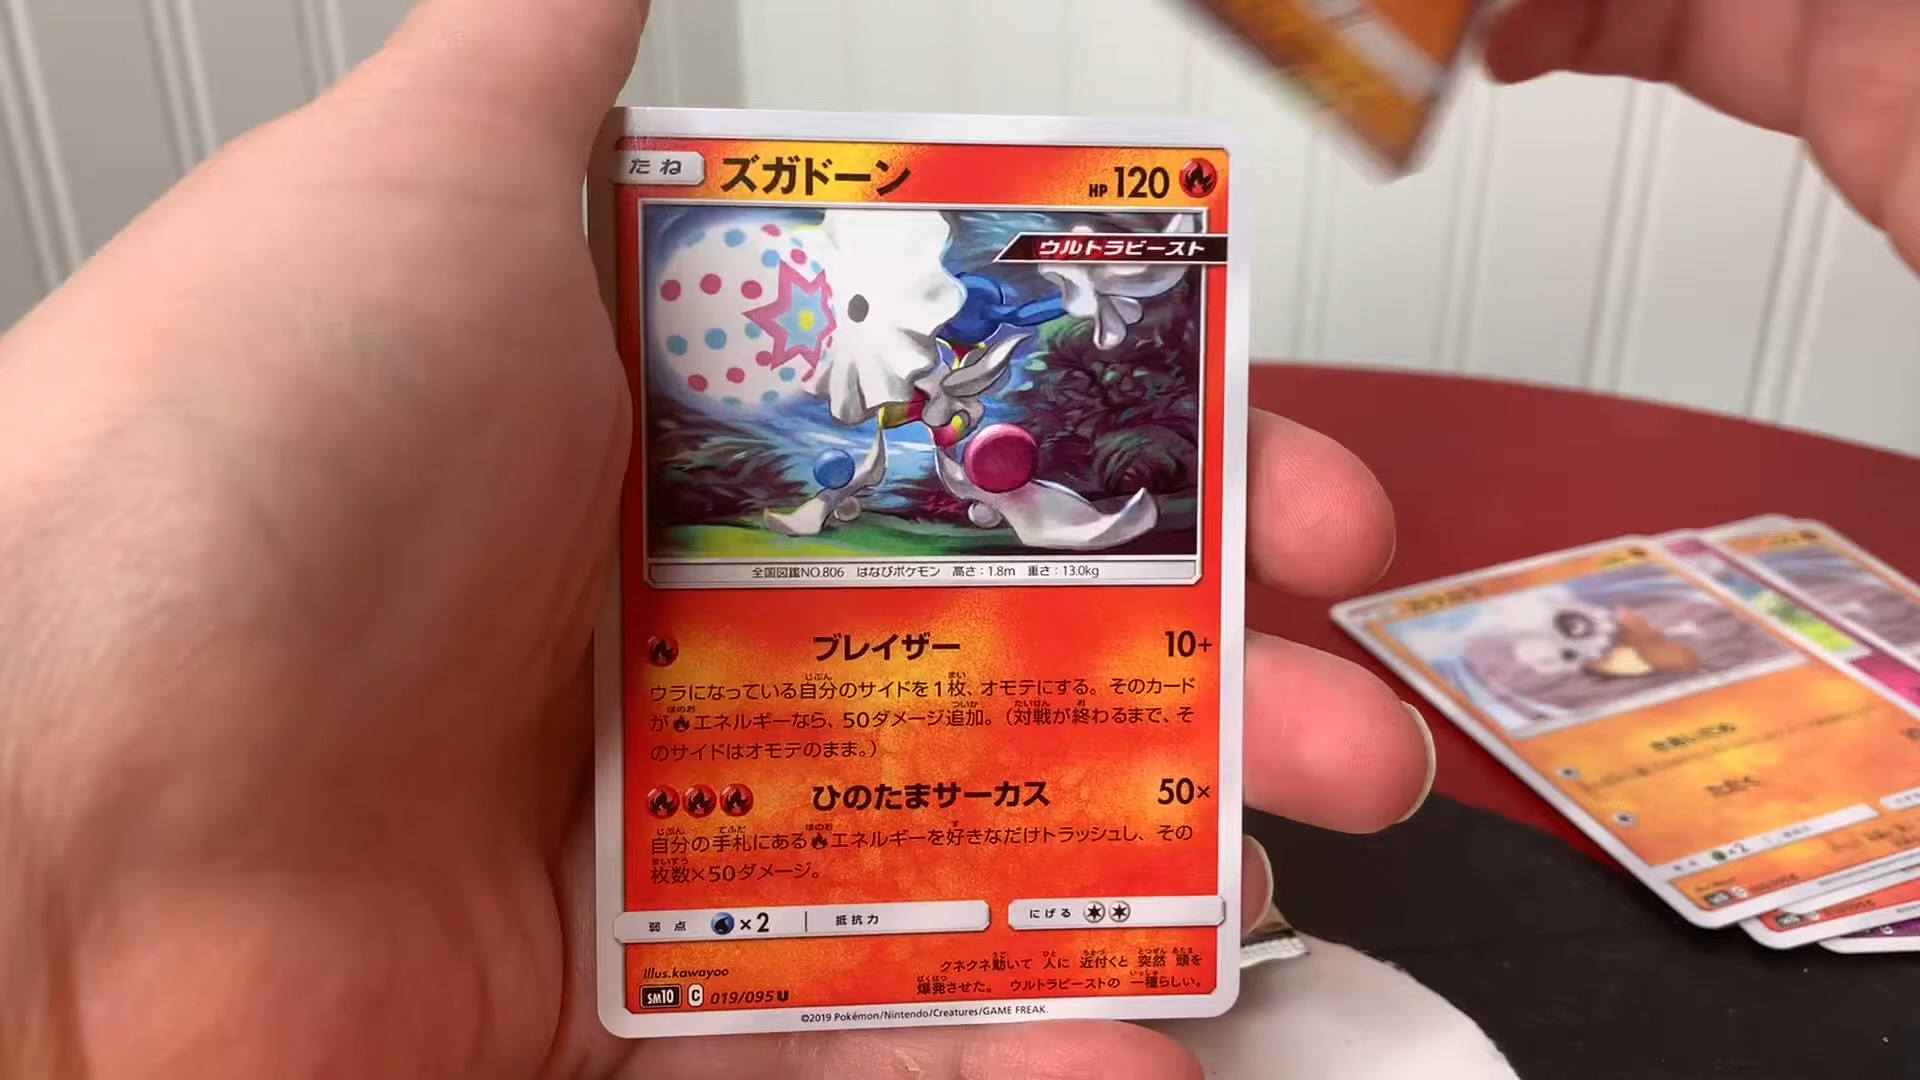 たね
ズガドーン
HP 120
ウルトラビースト
全国図鑑NO.806 はなびポケモン 高さ：1.8m 重さ：13.0kg
ブレイザー 10+
ウラになっている自分のサイドを1枚、オモテにする。そのカード
がエネルギーなら、50ダメージ追加。（対戦が終わるまで、そ
のサイドはオモテのまま。）
ひのたまサーカス 50×
自分の手札にあるエネルギーを好きなだけトラッシュし、その
枚数×50ダメージ。
弱点 ×2 抵抗力 にげる
クネクネ動いて 人に 近付くと 突然 頭を
爆発させた。 ウルトラビーストの 一種らしい。
Illus.kawayoo
SM10 C 019/095 U
©2019 Pokémon/Nintendo/Creatures/GAME FREAK.